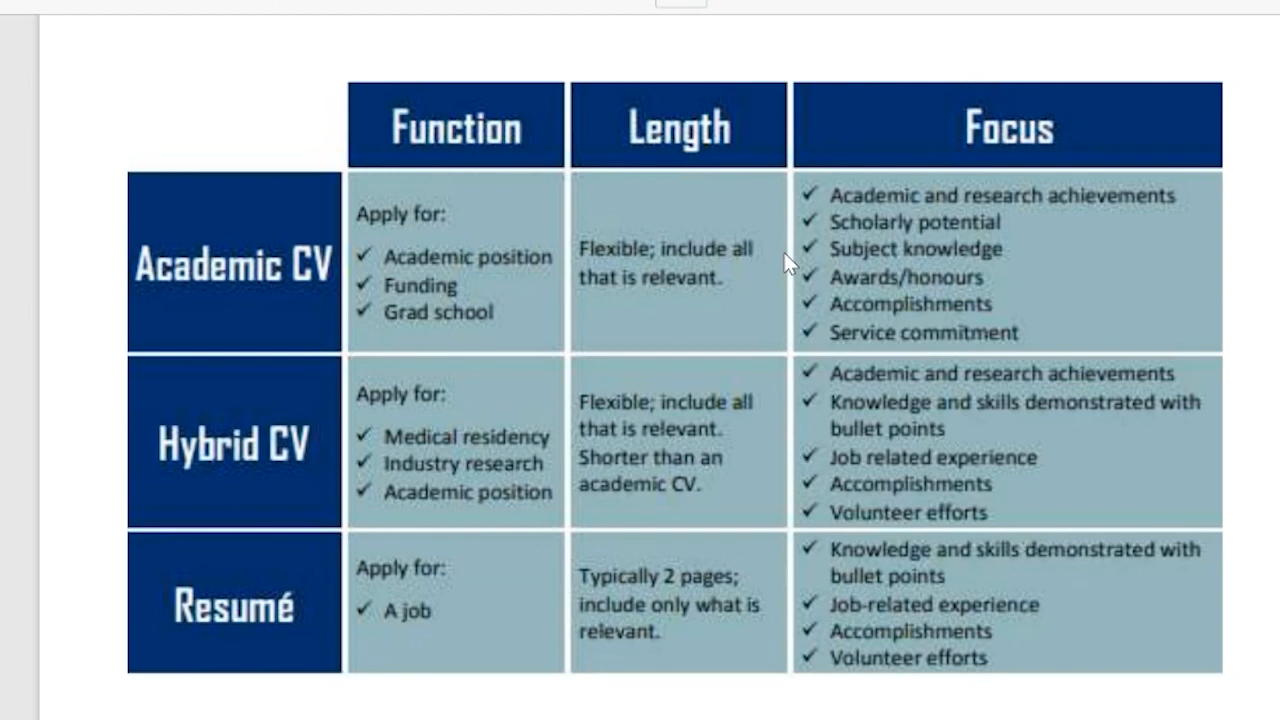 Function
Length
Focus
Academic CV
Apply for:
✓ Academic position
✓ Funding
✓ Grad school
Flexible; include all
that is relevant.
✓ Academic and research achievements
✓ Scholarly potential
✓ Subject knowledge
✓ Awards/honours
✓ Accomplishments
✓ Service commitment
Hybrid CV
Apply for:
✓ Medical residency
✓ Industry research
✓ Academic position
Flexible; include all
that is relevant.
Shorter than an
academic CV.
✓ Academic and research achievements
✓ Knowledge and skills demonstrated with
bullet points
✓ Job related experience
✓ Accomplishments
✓ Volunteer efforts
Resumé
Apply for:
✓ A job
Typically 2 pages;
include only what is
relevant.
✓ Knowledge and skills demonstrated with
bullet points
✓ Job-related experience
✓ Accomplishments
✓ Volunteer efforts